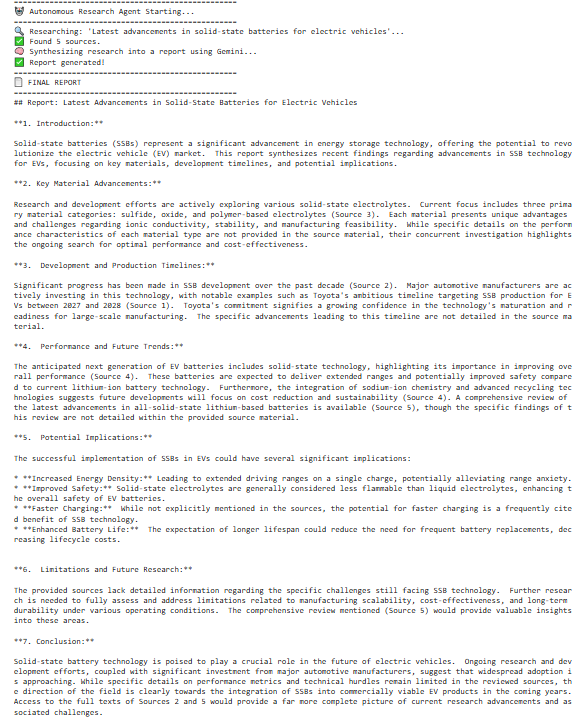 ==================================================
🤖 Autonomous Research Agent Starting...
==================================================
🔍 Researching: 'Latest advancements in solid-state batteries for electric vehicles'...
✅ Found 5 sources.
🧠 Synthesizing research into a report using Gemini...
✅ Report generated!
==================================================
📋 FINAL REPORT
==================================================
## Report: Latest Advancements in Solid-State Batteries for Electric Vehicles
**1. Introduction:**
Solid-state batteries (SSBs) represent a significant advancement in energy storage technology, offering the potential to revo
lutionize the electric vehicle (EV) market.  This report synthesizes recent findings regarding advancements in SSB technology
for EVs, focusing on key materials, development timelines, and potential implications.
**2. Key Material Advancements:**
Research and development efforts are actively exploring various solid-state electrolytes.  Current focus includes three prima
ry material categories: sulfide, oxide, and polymer-based electrolytes (Source 3).  Each material presents unique advantages
and challenges regarding ionic conductivity, stability, and manufacturing feasibility.  While specific details on the perform
ance characteristics of each material type are not provided in the source material, their concurrent investigation highlights
the ongoing search for optimal performance and cost-effectiveness.
**3.  Development and Production Timelines:**
Significant progress has been made in SSB development over the past decade (Source 2).  Major automotive manufacturers are ac
tively investing in this technology, with notable examples such as Toyota's ambitious timeline targeting SSB production for E
Vs between 2027 and 2028 (Source 1).  Toyota's commitment signifies a growing confidence in the technology's maturation and r
eadiness for large-scale manufacturing.  The specific advancements leading to this timeline are not detailed in the source ma
terial.
**4.  Performance and Future Trends:**
The anticipated next generation of EV batteries includes solid-state technology, highlighting its importance in improving ove
rall performance (Source 4).  These batteries are expected to deliver extended ranges and potentially improved safety compare
d to current lithium-ion battery technology.  Furthermore, the integration of sodium-ion chemistry and advanced recycling tec
hnologies suggests future developments will focus on cost reduction and sustainability (Source 4). A comprehensive review of
the latest advancements in all-solid-state lithium-based batteries is available (Source 5), though the specific findings of t
his review are not detailed within the provided source material.
**5.  Potential Implications:**
The successful implementation of SSBs in EVs could have several significant implications:
* **Increased Energy Density:** Leading to extended driving ranges on a single charge, potentially alleviating range anxiety.
* **Improved Safety:** Solid-state electrolytes are generally considered less flammable than liquid electrolytes, enhancing t
he overall safety of EV batteries.
* **Faster Charging:**  While not explicitly mentioned in the sources, the potential for faster charging is a frequently cite
d benefit of SSB technology.
* **Enhanced Battery Life:**  The expectation of longer lifespan could reduce the need for frequent battery replacements, dec
reasing lifecycle costs.
**6.  Limitations and Future Research:**
The provided sources lack detailed information regarding the specific challenges still facing SSB technology.  Further resear
ch is needed to fully assess and address limitations related to manufacturing scalability, cost-effectiveness, and long-term
durability under various operating conditions.  The comprehensive review mentioned (Source 5) would provide valuable insights
into these areas.
**7. Conclusion:**
Solid-state battery technology is poised to play a crucial role in the future of electric vehicles.  Ongoing research and dev
elopment efforts, coupled with significant investment from major automotive manufacturers, suggest that widespread adoption i
s approaching. While specific details on performance metrics and technical hurdles remain limited in the reviewed sources, th
e direction of the field is clearly towards the integration of SSBs into commercially viable EV products in the coming years.
Access to the full texts of Sources 2 and 5 would provide a far more complete picture of current research advancements and as
sociated challenges.